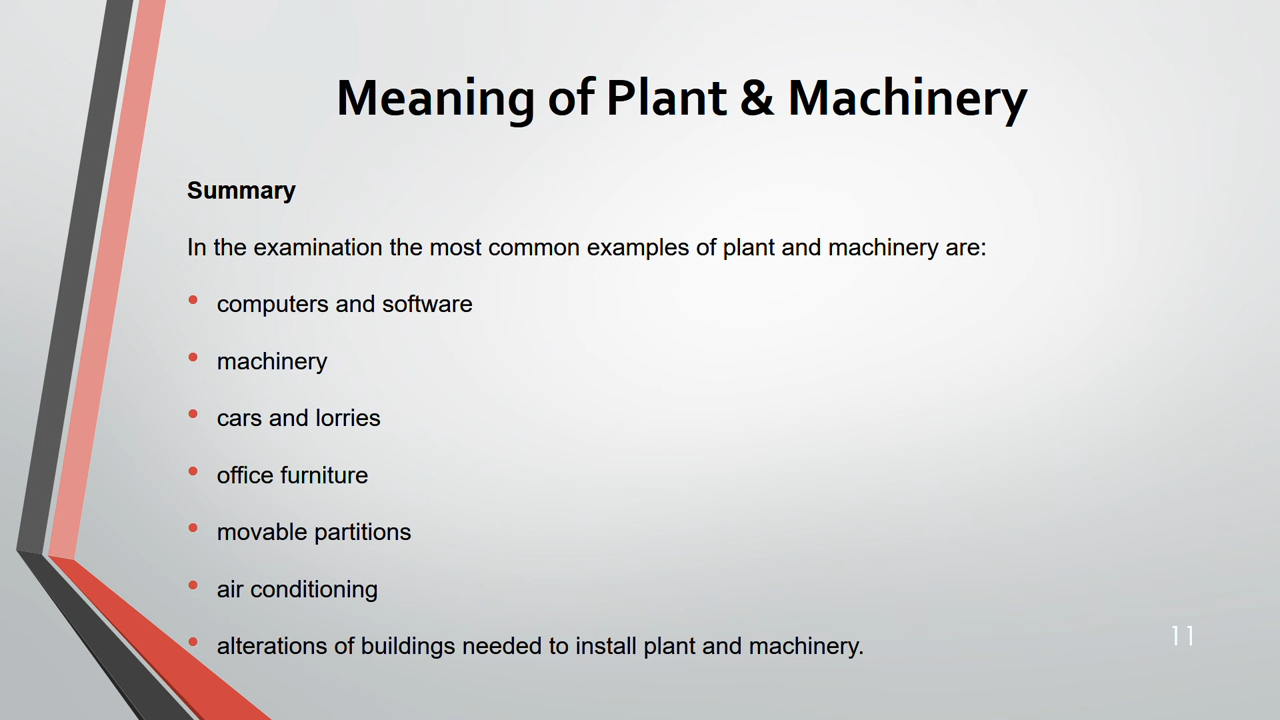 Meaning of Plant & Machinery
Summary
In the examination the most common examples of plant and machinery are:
• computers and software
• machinery
• cars and lorries
• office furniture
• movable partitions
• air conditioning
• alterations of buildings needed to install plant and machinery.
11